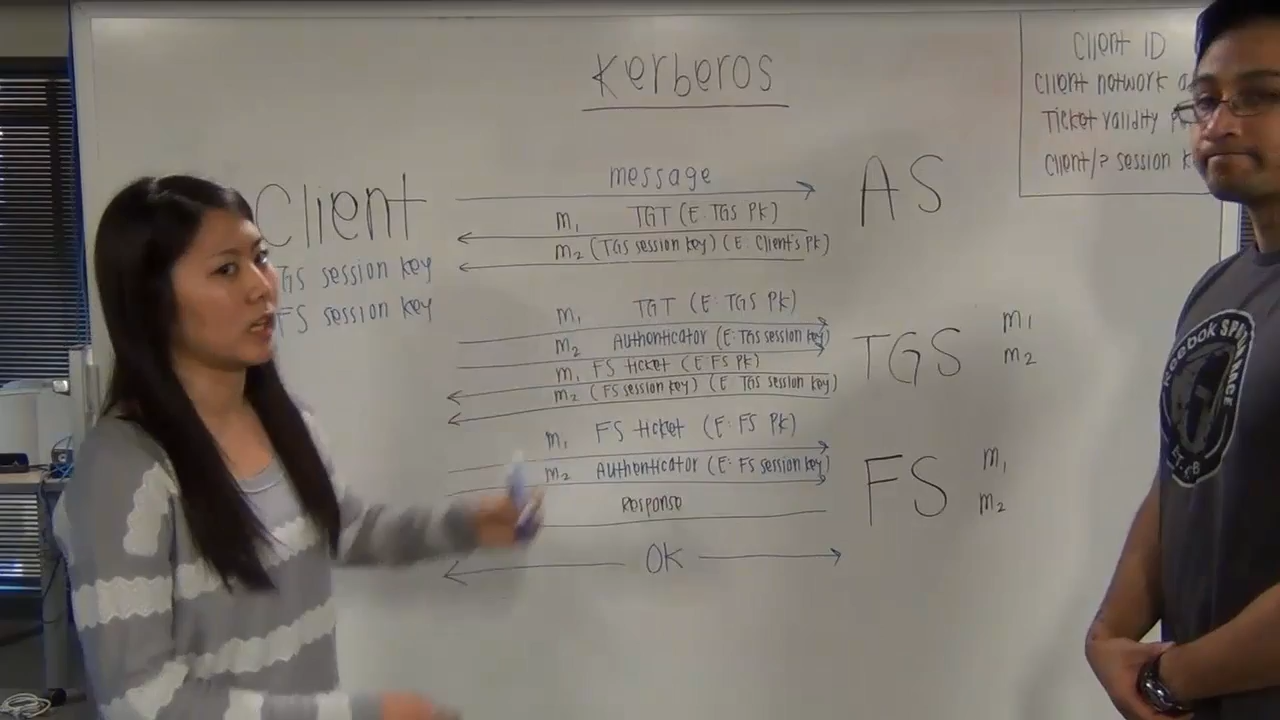 Kerberos
Client ID
Client network
Ticket validity
Client/? session
Client
TGS session key
FS session key
message
AS
m₁ TGT (E: TGS PK)
m₂ (TGS session key) (E: Client's PK)
m₁ TGT (E: TGS PK)
m₂ Authenticator (E: TGS session key)
m₁ FS ticket (E: FS PK)
m₂ (FS session key) (E: TGS session key)
TGS m₁
m₂
m₁ FS ticket (E: FS PK)
m₂ Authenticator (E: FS session key)
Response
FS m₁
m₂
OK
Reebok